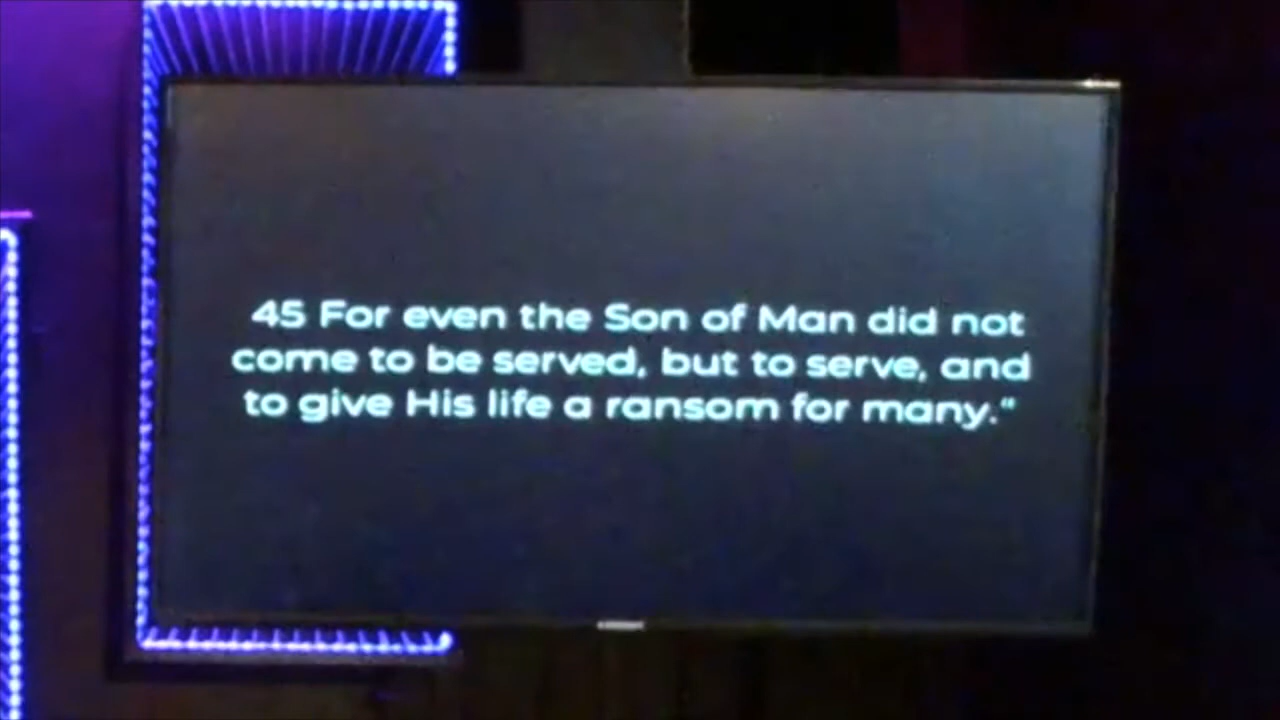 45 For even the Son of Man did not
come to be served, but to serve, and
to give His life a ransom for many."